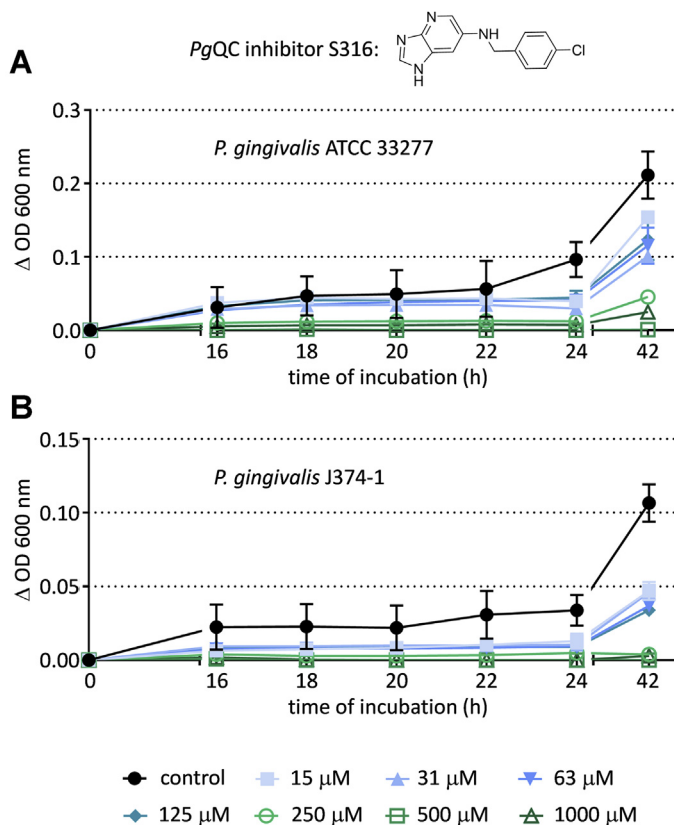 PgQC inhibitor S316:
N
N
N
H
NH
Cl
A
P. gingivalis ATCC 33277
Δ OD 600 nm
0.3
0.2
0.1
0.0
0 16 18 20 22 24 42
time of incubation (h)
B
P. gingivalis J374-1
Δ OD 600 nm
0.15
0.10
0.05
0.00
0 16 18 20 22 24 42
time of incubation (h)
control 15 μM 31 μM 63 μM
125 μM 250 μM 500 μM 1000 μM